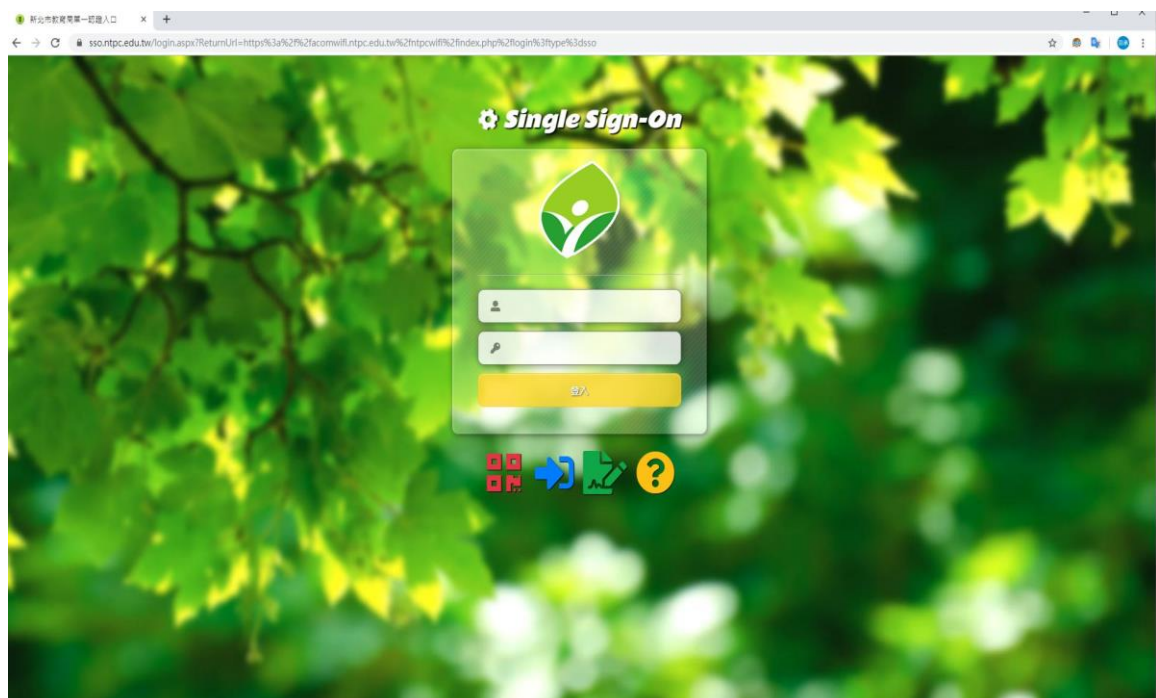 新北市教育局單一認證入口
sso.ntpc.edu.tw/login.aspx?ReturnUrl=https%3a%2f%2facomwifi.ntpc.edu.tw%2fntpcwifi%2findex.php%2flogin%3ftype%3dsso
Single Sign-On
登入